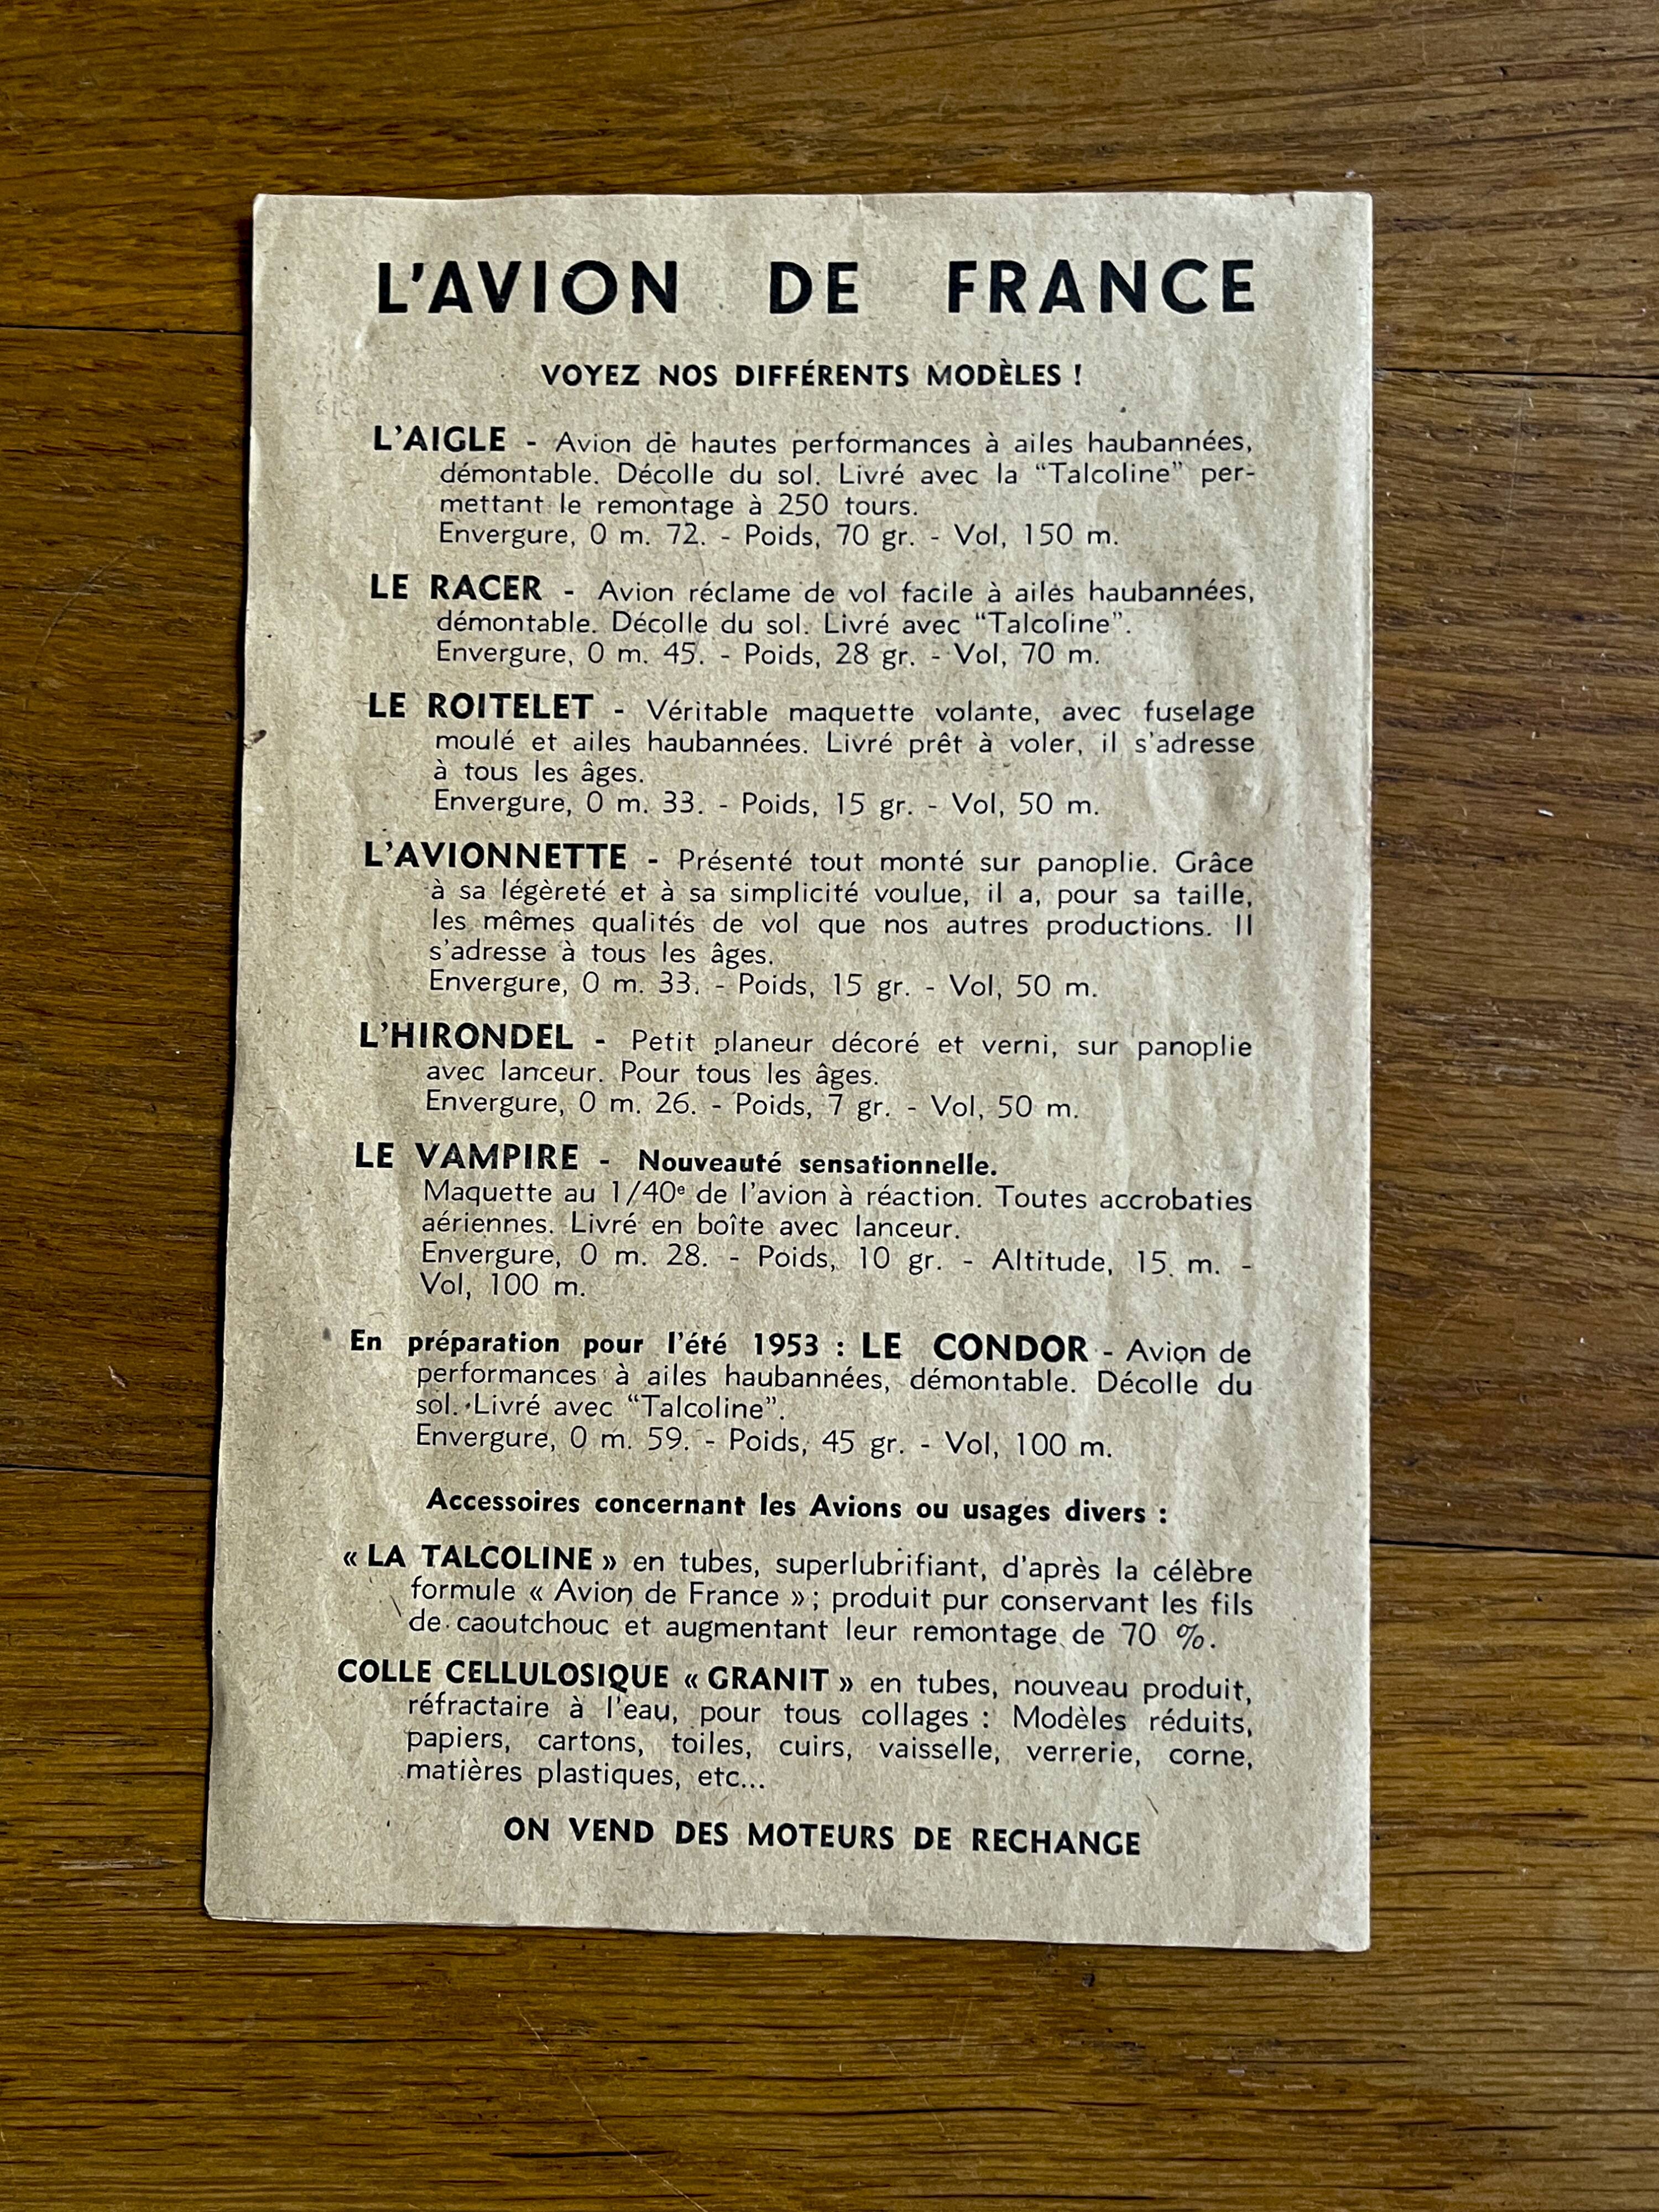 L'AVION DE FRANCE
VOYEZ NOS DIFFÉRENTS MODÈLES !
L'AIGLE - Avion de hautes performances à ailes haubannées,
démontable. Décolle du sol. Livré avec la “Talcoline” per-
mettant le remontage à 250 tours.
Envergure, 0 m. 72. - Poids, 70 gr. - Vol, 150 m.
LE RACER - Avion réclame de vol facile à ailes haubannées,
démontable. Décolle du sol. Livré avec “Talcoline”.
Envergure, 0 m. 45. - Poids, 28 gr. - Vol, 70 m.
LE ROITELET - Véritable maquette volante, avec fuselage
moulé et ailes haubannées. Livré prêt à voler, il s'adresse
à tous les âges.
Envergure, 0 m. 33. - Poids, 15 gr. - Vol, 50 m.
L'AVIONNETTE - Présenté tout monté sur panoplie. Grâce
à sa légèreté et à sa simplicité voulue, il a, pour sa taille,
les mêmes qualités de vol que nos autres productions. Il
s'adresse à tous les âges.
Envergure, 0 m. 33. - Poids, 15 gr. - Vol, 50 m.
L'HIRONDEL - Petit planeur décoré et verni, sur panoplie
avec lanceur. Pour tous les âges.
Envergure, 0 m. 26. - Poids, 7 gr. - Vol, 50 m.
LE VAMPIRE - Nouveauté sensationnelle.
Maquette au 1/40e de l'avion à réaction. Toutes accrobaties
aériennes. Livré en boîte avec lanceur.
Envergure, 0 m. 28. - Poids, 10 gr. - Altitude, 15 m. -
Vol, 100 m.
En préparation pour l'été 1953 : LE CONDOR - Avion de
performances à ailes haubannées, démontable. Décolle du
sol. Livré avec “Talcoline”.
Envergure, 0 m. 59. - Poids, 45 gr. - Vol, 100 m.
Accessoires concernant les Avions ou usages divers :
« LA TALCOLINE » en tubes, superlubrifiant, d'après la célèbre
formule « Avion de France » ; produit pur conservant les fils
de caoutchouc et augmentant leur remontage de 70 %.
COLLE CELLULOSIQUE « GRANIT » en tubes, nouveau produit,
réfractaire à l'eau, pour tous collages : Modèles réduits,
papiers, cartons, toiles, cuirs, vaisselle, verrerie, corne,
matières plastiques, etc...
ON VEND DES MOTEURS DE RECHANGE